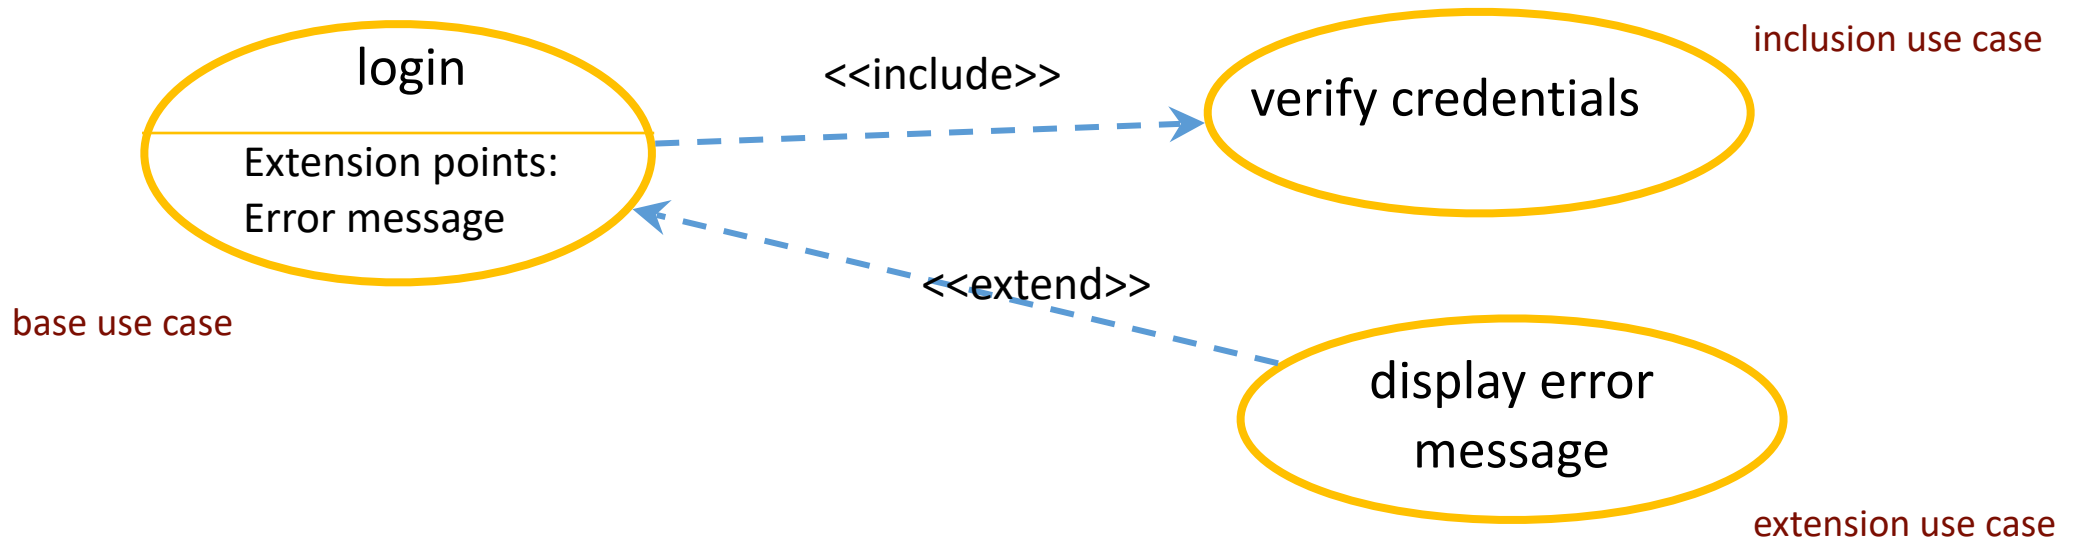 login
Extension points:
Error message
base use case
<<include>>
verify credentials
inclusion use case
<<extend>>
display error
message
extension use case